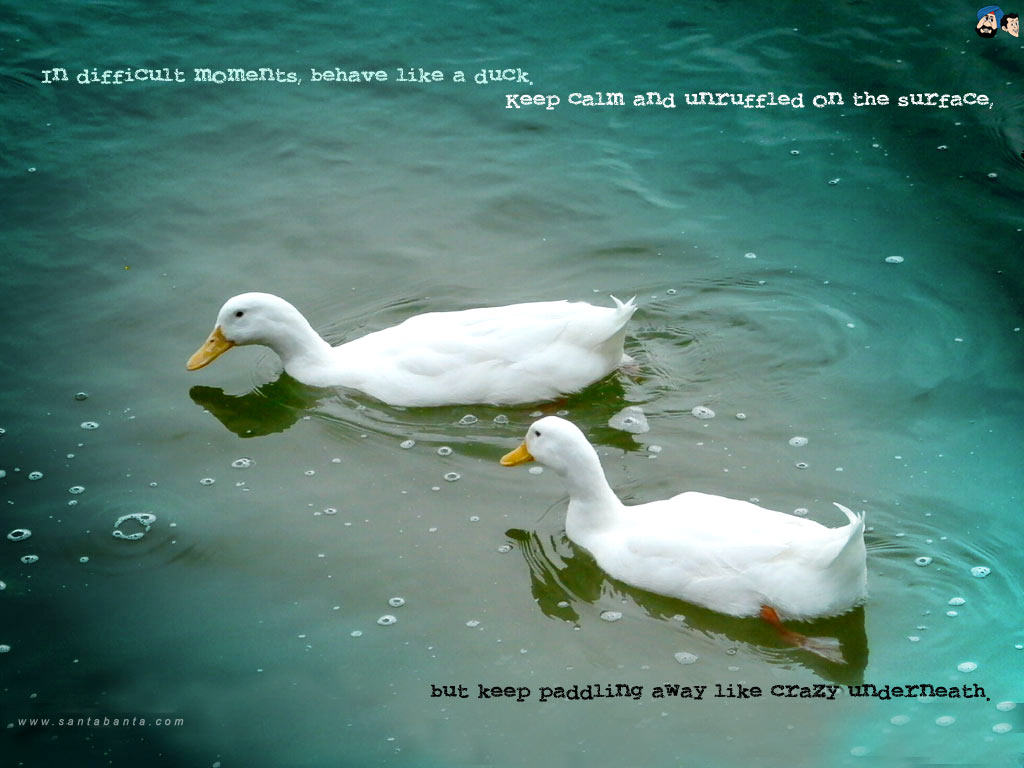 In difficult moments, behave like a duck.
Keep calm and unruffled on the surface,
but keep paddling away like crazy underneath.
www.santabanta.com